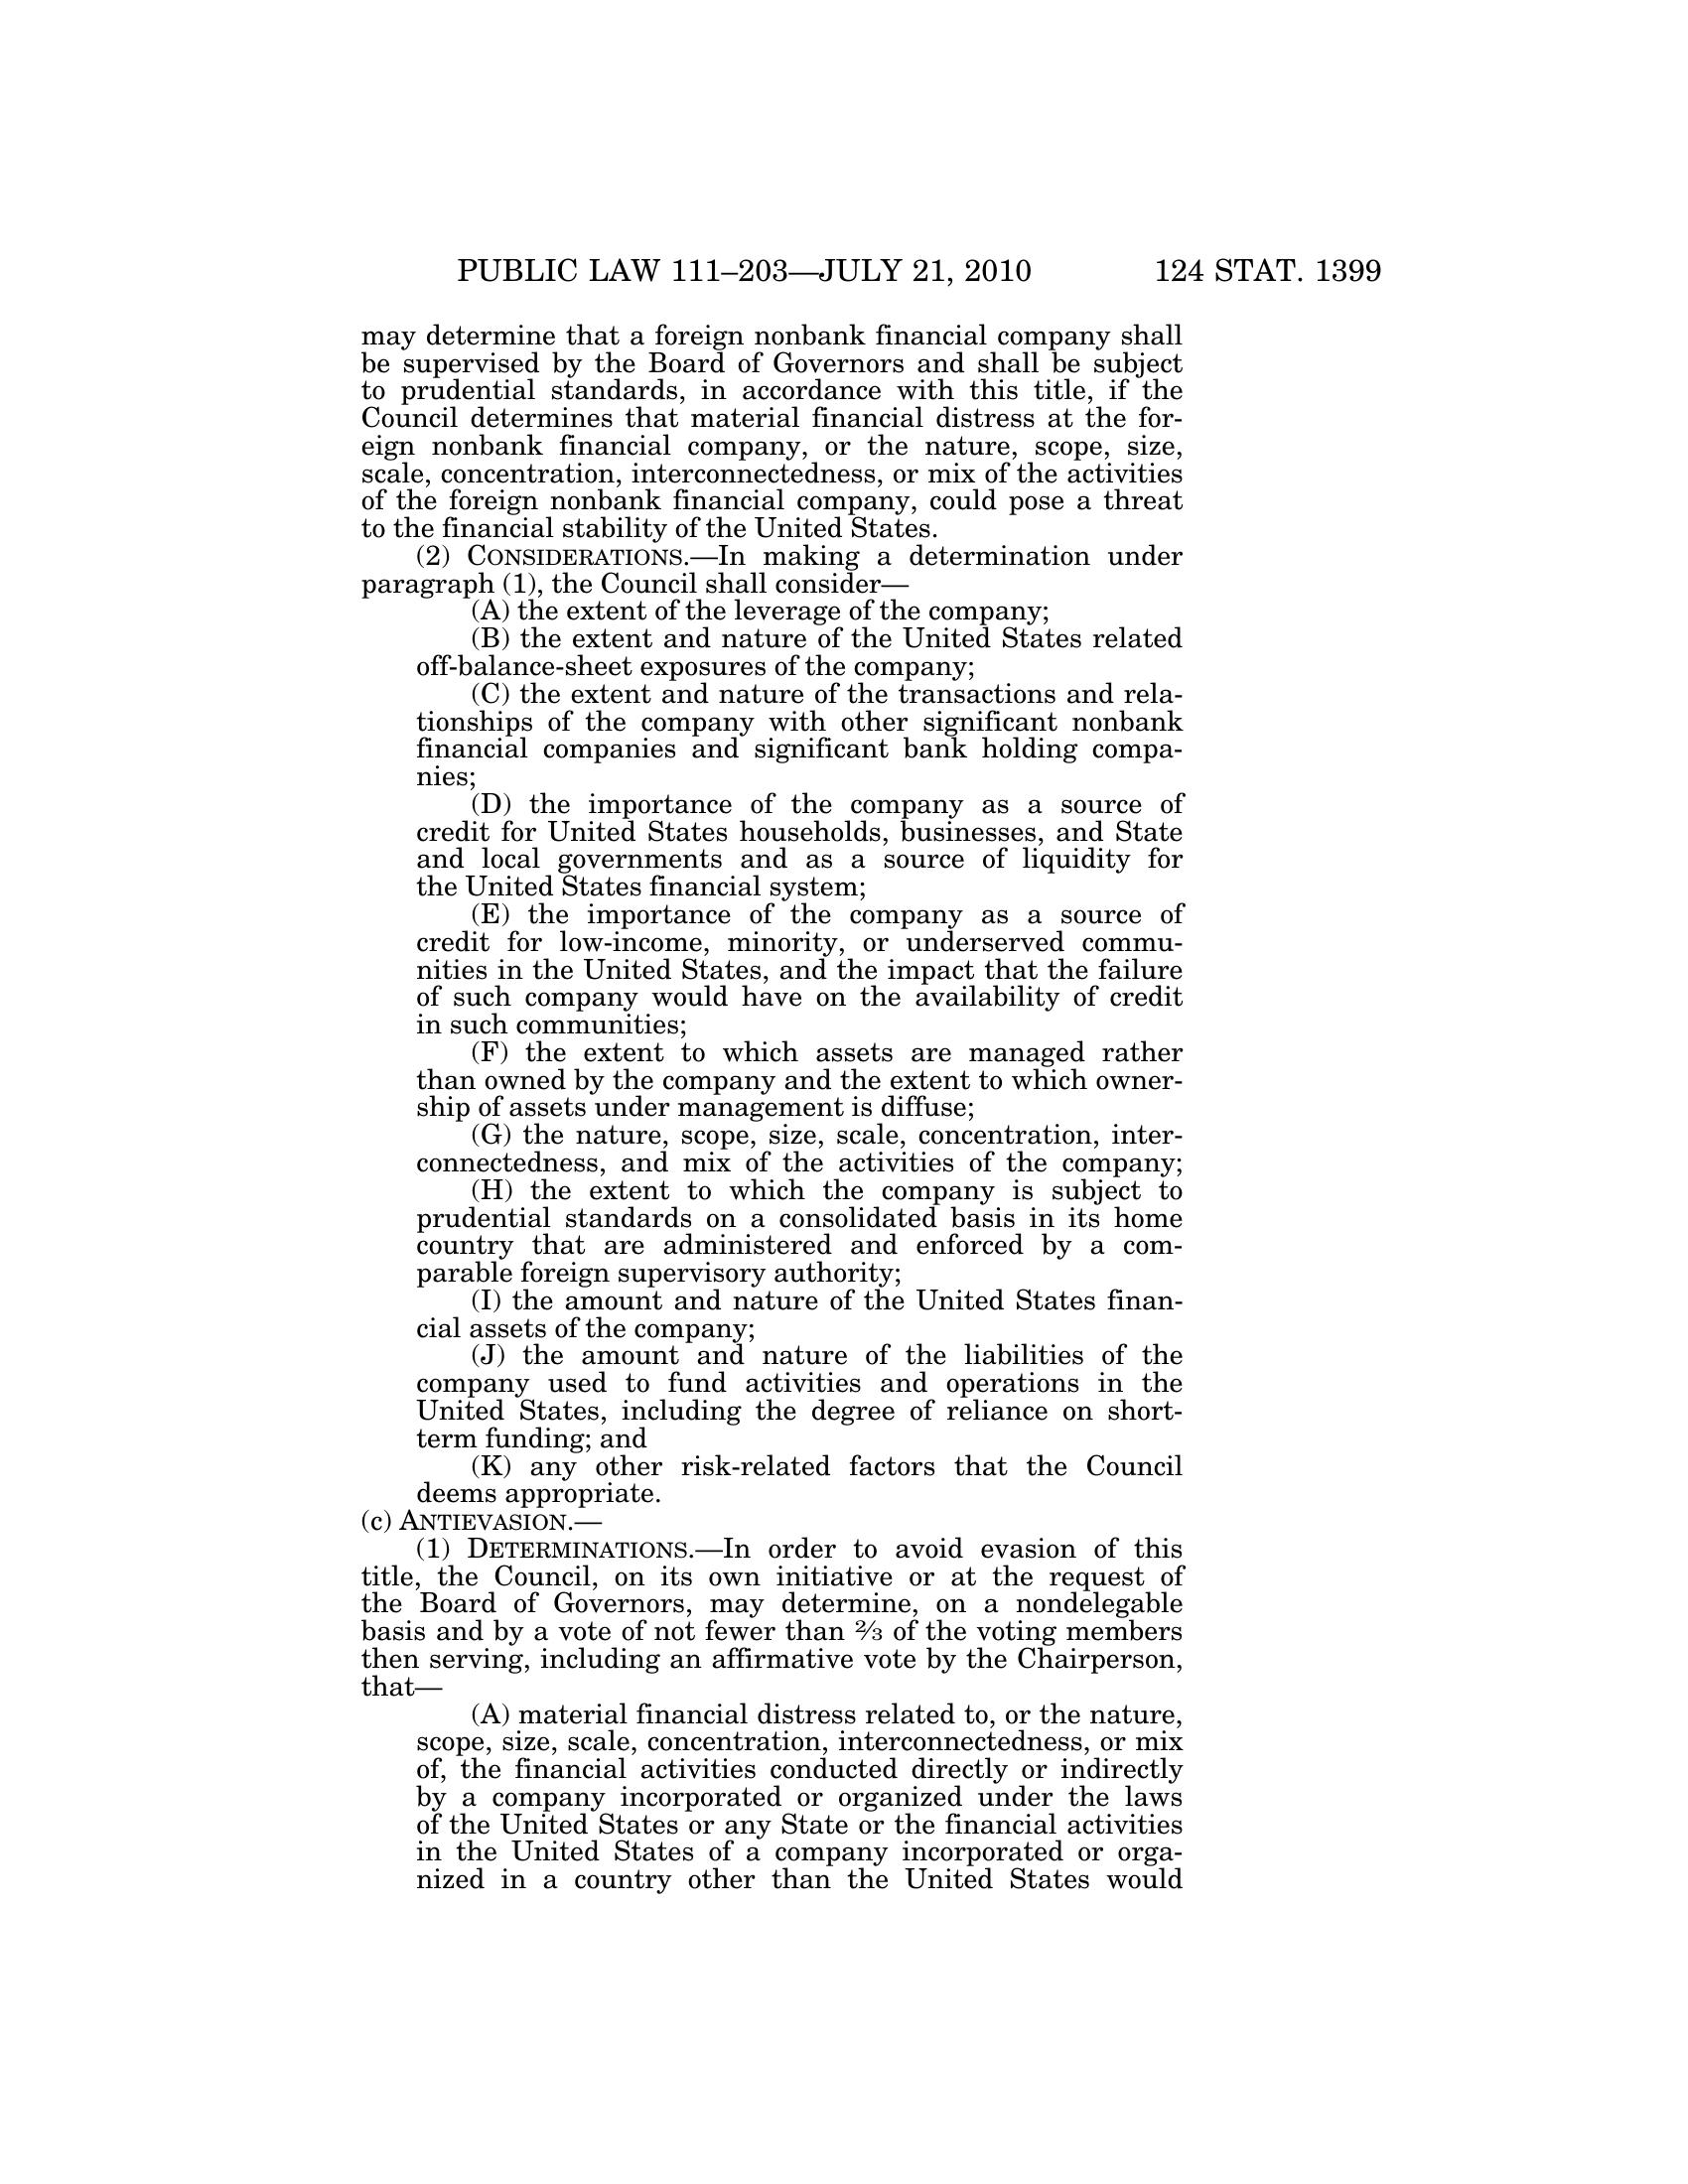 PUBLIC LAW 111–203—JULY 21, 2010 124 STAT. 1399
may determine that a foreign nonbank financial company shall
be supervised by the Board of Governors and shall be subject
to prudential standards, in accordance with this title, if the
Council determines that material financial distress at the for-
eign nonbank financial company, or the nature, scope, size,
scale, concentration, interconnectedness, or mix of the activities
of the foreign nonbank financial company, could pose a threat
to the financial stability of the United States.
(2) CONSIDERATIONS.—In making a determination under
paragraph (1), the Council shall consider—
(A) the extent of the leverage of the company;
(B) the extent and nature of the United States related
off-balance-sheet exposures of the company;
(C) the extent and nature of the transactions and rela-
tionships of the company with other significant nonbank
financial companies and significant bank holding compa-
nies;
(D) the importance of the company as a source of
credit for United States households, businesses, and State
and local governments and as a source of liquidity for
the United States financial system;
(E) the importance of the company as a source of
credit for low-income, minority, or underserved commu-
nities in the United States, and the impact that the failure
of such company would have on the availability of credit
in such communities;
(F) the extent to which assets are managed rather
than owned by the company and the extent to which owner-
ship of assets under management is diffuse;
(G) the nature, scope, size, scale, concentration, inter-
connectedness, and mix of the activities of the company;
(H) the extent to which the company is subject to
prudential standards on a consolidated basis in its home
country that are administered and enforced by a com-
parable foreign supervisory authority;
(I) the amount and nature of the United States finan-
cial assets of the company;
(J) the amount and nature of the liabilities of the
company used to fund activities and operations in the
United States, including the degree of reliance on short-
term funding; and
(K) any other risk-related factors that the Council
deems appropriate.
(c) ANTIEVASION.—
(1) DETERMINATIONS.—In order to avoid evasion of this
title, the Council, on its own initiative or at the request of
the Board of Governors, may determine, on a nondelegable
basis and by a vote of not fewer than 2⁄3 of the voting members
then serving, including an affirmative vote by the Chairperson,
that—
(A) material financial distress related to, or the nature,
scope, size, scale, concentration, interconnectedness, or mix
of, the financial activities conducted directly or indirectly
by a company incorporated or organized under the laws
of the United States or any State or the financial activities
in the United States of a company incorporated or orga-
nized in a country other than the United States would